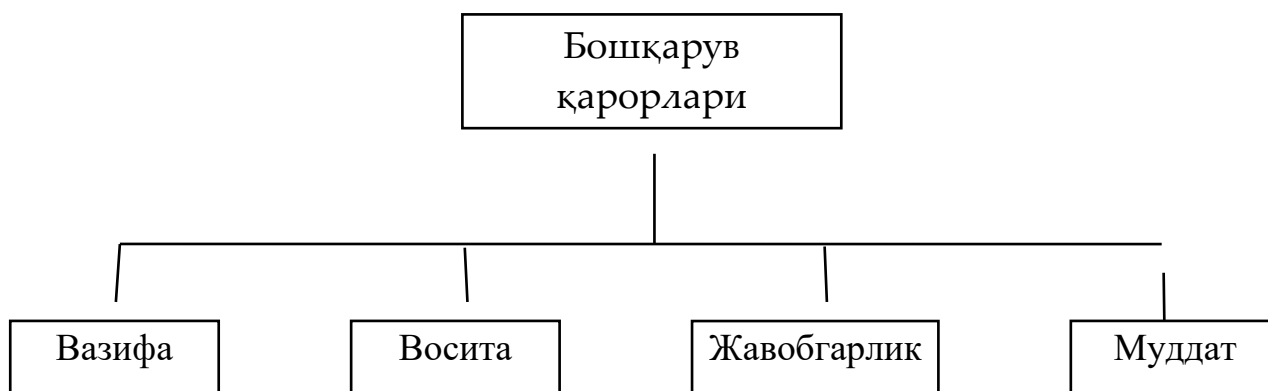 Бошқарув
қарорлари
Вазифа
Восита
Жавобгарлик
Муддат